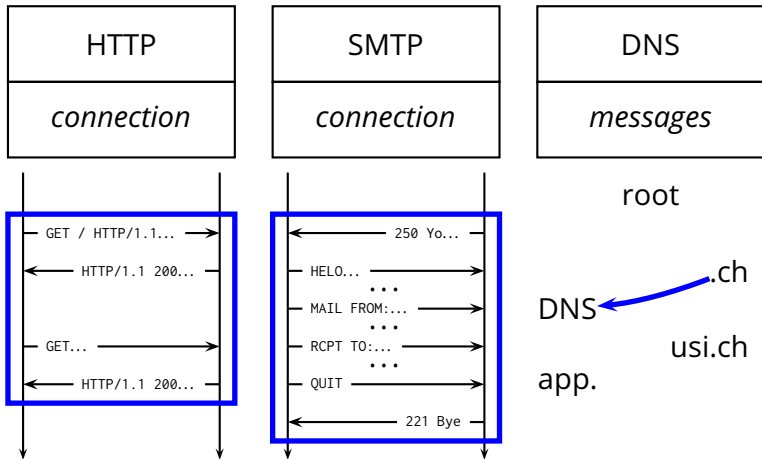 HTTP
connection
GET / HTTP/1.1...
HTTP/1.1 200...
GET...
HTTP/1.1 200...
SMTP
connection
250 Yo...
HELO...
...
MAIL FROM:...
...
RCPT TO:...
...
QUIT
221 Bye
DNS
messages
root
.ch
DNS
usi.ch
app.